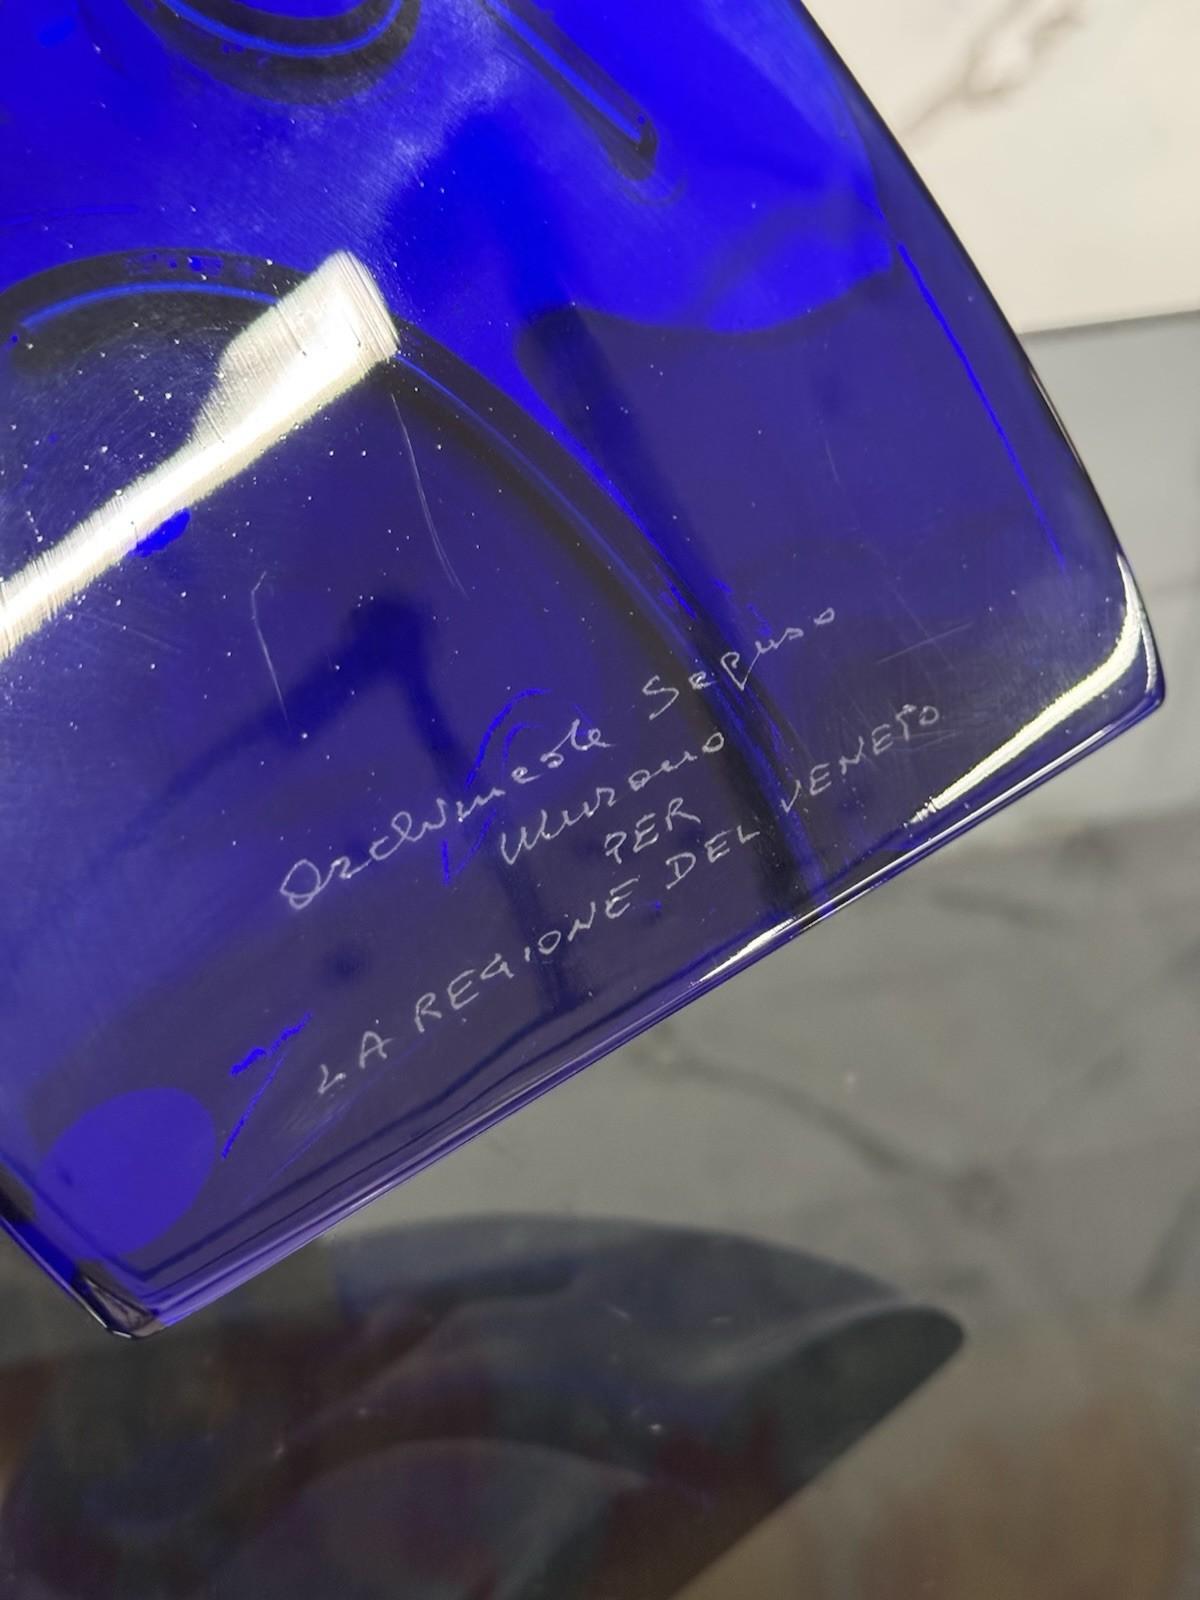 Archimede Seguso
Murano
PER
LA REGIONE DEL VENETO